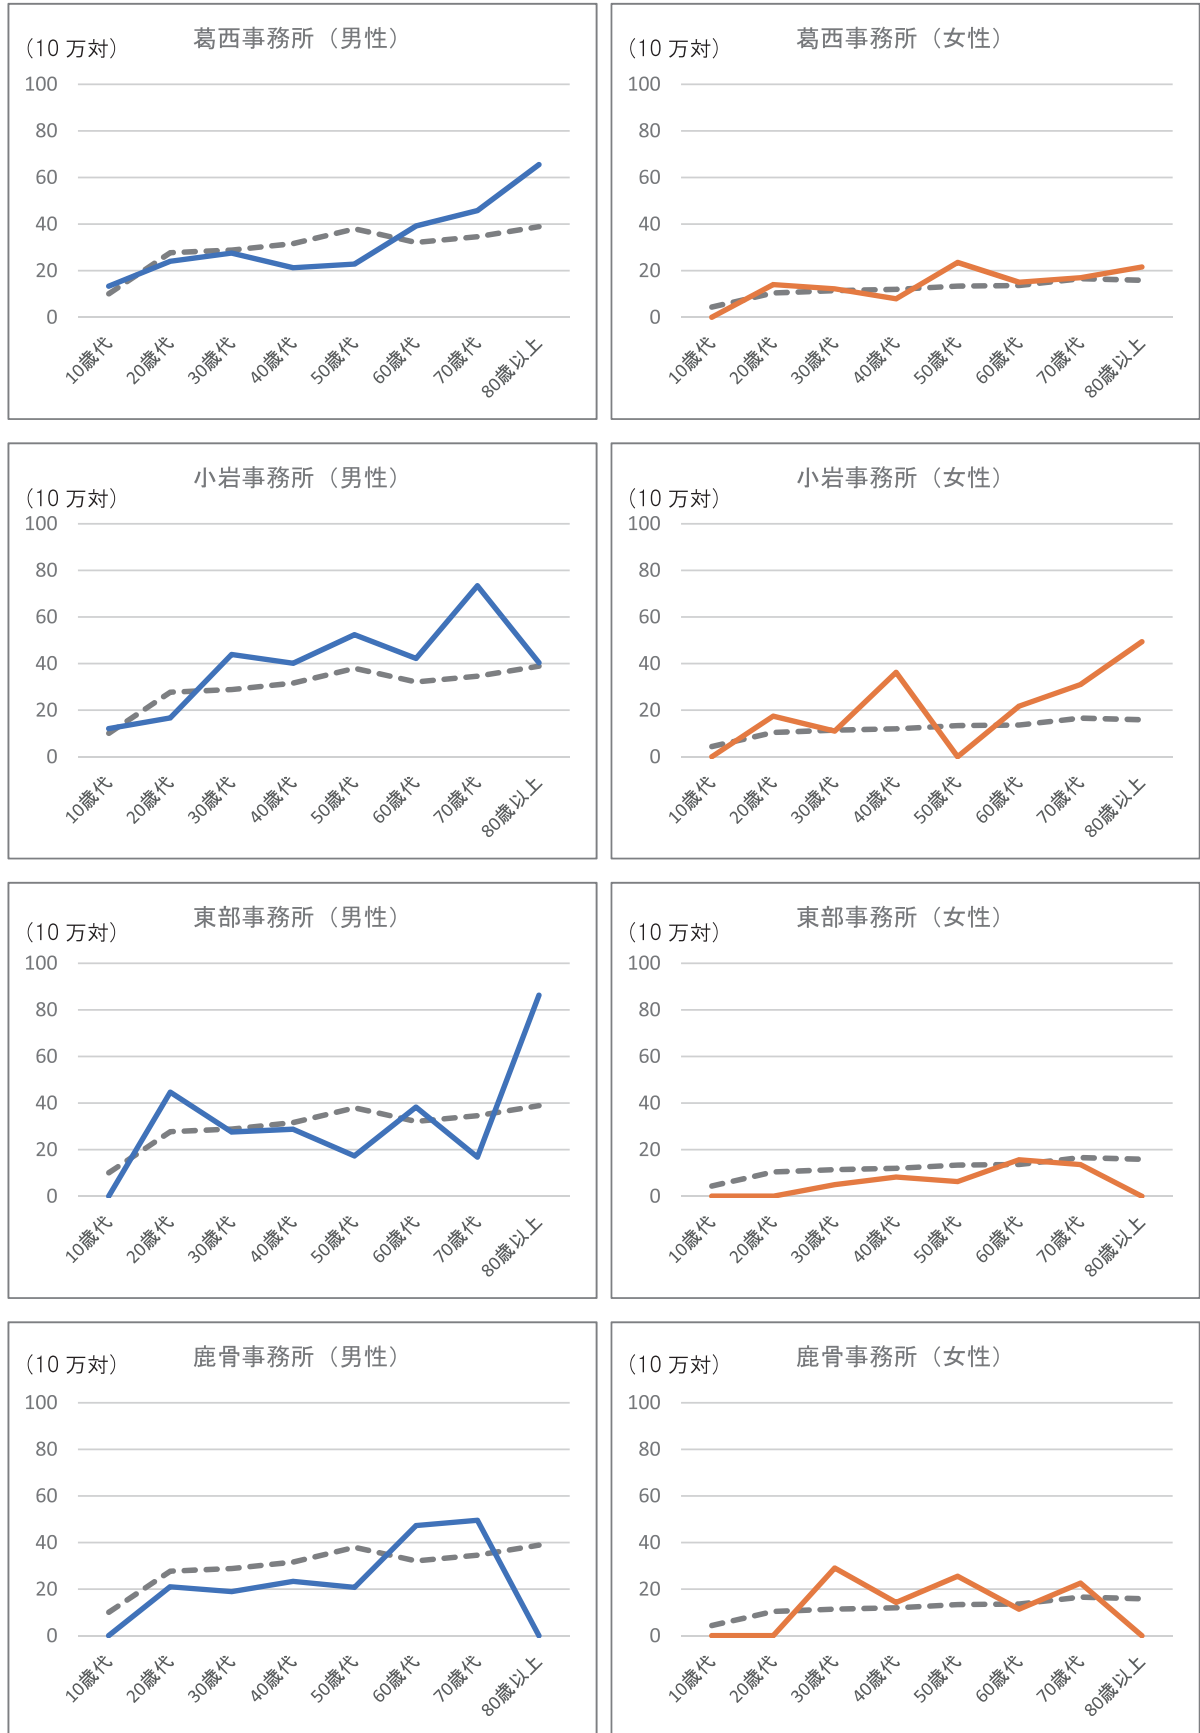 葛西事務所（男性）
（10 万対）
100
80
60
40
20
0
10歳代
20歳代
30歳代
40歳代
50歳代
60歳代
70歳代
80歳以上
葛西事務所（女性）
（10 万対）
100
80
60
40
20
0
10歳代
20歳代
30歳代
40歳代
50歳代
60歳代
70歳代
80歳以上
小岩事務所（男性）
（10 万対）
100
80
60
40
20
0
10歳代
20歳代
30歳代
40歳代
50歳代
60歳代
70歳代
80歳以上
小岩事務所（女性）
（10 万対）
100
80
60
40
20
0
10歳代
20歳代
30歳代
40歳代
50歳代
60歳代
70歳代
80歳以上
東部事務所（男性）
（10 万対）
100
80
60
40
20
0
10歳代
20歳代
30歳代
40歳代
50歳代
60歳代
70歳代
80歳以上
東部事務所（女性）
（10 万対）
100
80
60
40
20
0
10歳代
20歳代
30歳代
40歳代
50歳代
60歳代
70歳代
80歳以上
鹿骨事務所（男性）
（10 万対）
100
80
60
40
20
0
10歳代
20歳代
30歳代
40歳代
50歳代
60歳代
70歳代
80歳以上
鹿骨事務所（女性）
（10 万対）
100
80
60
40
20
0
10歳代
20歳代
30歳代
40歳代
50歳代
60歳代
70歳代
80歳以上